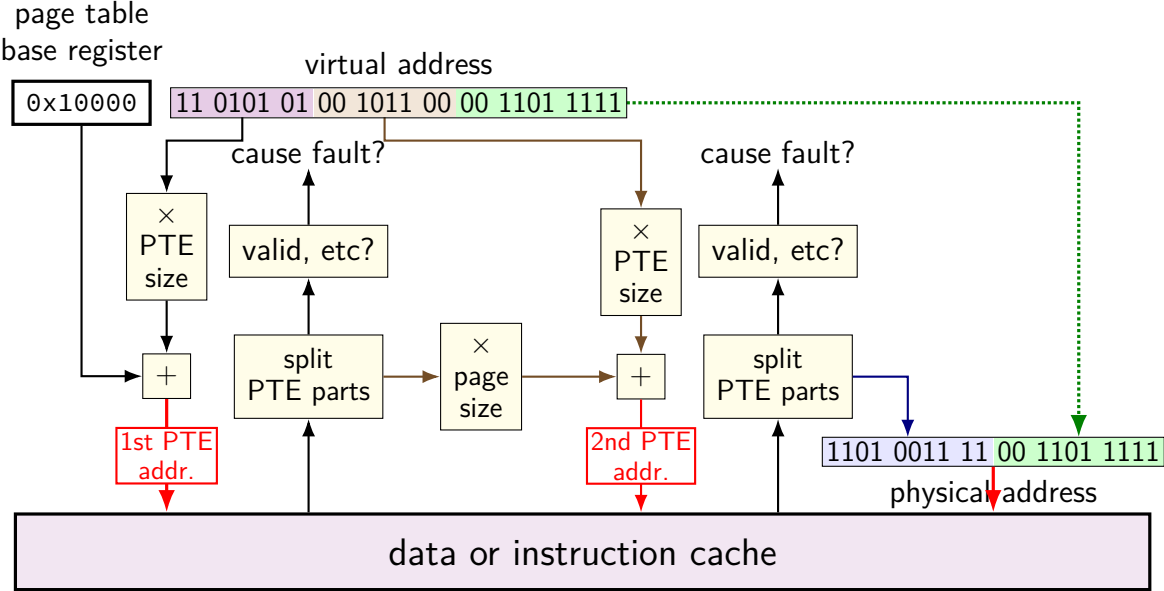 page table
base register
0x10000
virtual address
11 0101 01 00 1011 00 00 1101 1111
cause fault?
cause fault?
×
PTE
size
valid, etc?
×
PTE
size
valid, etc?
+
split
PTE parts
×
page
size
+
split
PTE parts
1st PTE
addr.
2nd PTE
addr.
1101 0011 11 00 1101 1111
physical address
data or instruction cache